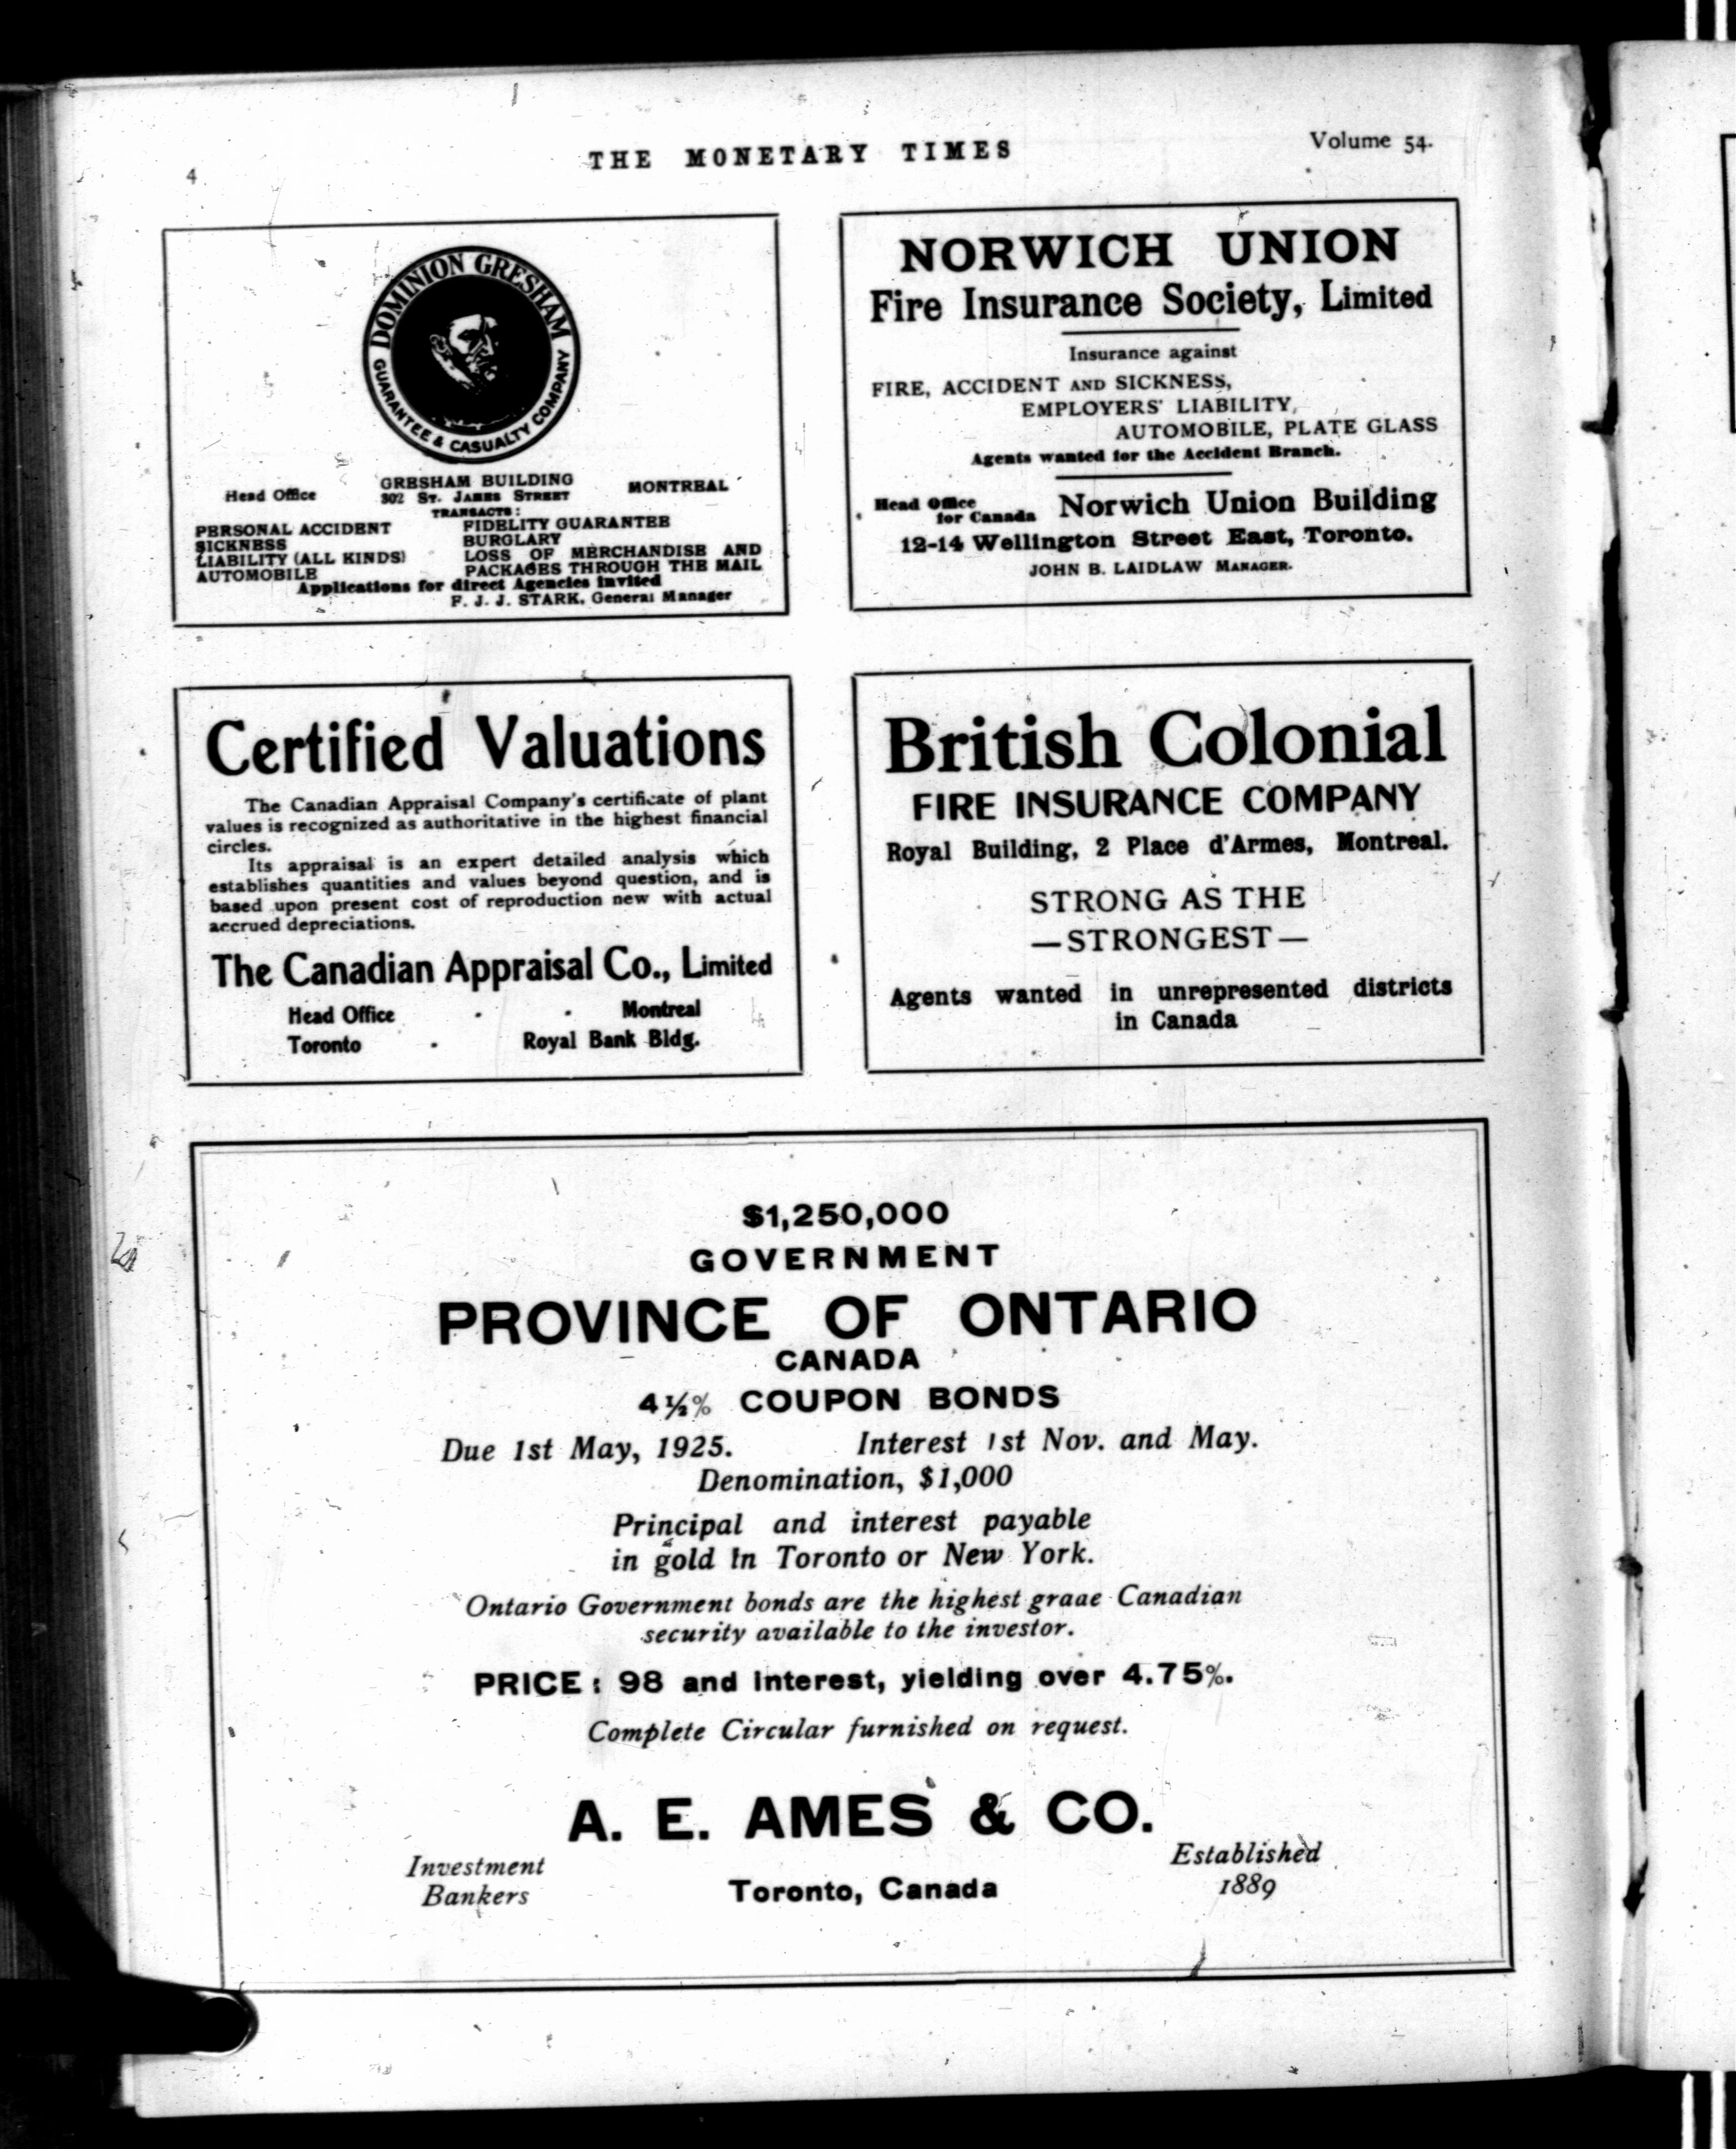 4
THE MONETARY TIMES
Volume 54.
DOMINION GRESHAM
GUARANTEE & CASUALTY COMPANY
Head Office
GRESHAM BUILDING
302 ST. JAMES STREET
MONTREAL
TRANSACTS:
PERSONAL ACCIDENT
SICKNESS
LIABILITY (ALL KINDS)
AUTOMOBILE
FIDELITY GUARANTEE
BURGLARY
LOSS OF MERCHANDISE AND
PACKAGES THROUGH THE MAIL
Applications for direct Agencies invited
F. J. J. STARK, General Manager
NORWICH UNION
Fire Insurance Society, Limited
Insurance against
FIRE, ACCIDENT AND SICKNESS,
EMPLOYERS' LIABILITY,
AUTOMOBILE, PLATE GLASS
Agents wanted for the Accident Branch.
Head Office
for Canada
Norwich Union Building
12-14 Wellington Street East, Toronto.
JOHN B. LAIDLAW MANAGER.
Certified Valuations
The Canadian Appraisal Company's certificate of plant
values is recognized as authoritative in the highest financial
circles.
Its appraisal is an expert detailed analysis which
establishes quantities and values beyond question, and is
based upon present cost of reproduction new with actual
accrued depreciations.
The Canadian Appraisal Co., Limited
Head Office - - Montreal
Toronto - Royal Bank Bldg.
British Colonial
FIRE INSURANCE COMPANY
Royal Building, 2 Place d'Armes, Montreal.
STRONG AS THE
—STRONGEST—
Agents wanted in unrepresented districts
in Canada
$1,250,000
GOVERNMENT
PROVINCE OF ONTARIO
CANADA
4½% COUPON BONDS
Due 1st May, 1925. Interest 1st Nov. and May.
Denomination, $1,000
Principal and interest payable
in gold in Toronto or New York.
Ontario Government bonds are the highest grade Canadian
security available to the investor.
PRICE: 98 and interest, yielding over 4.75%.
Complete Circular furnished on request.
A. E. AMES & CO.
Investment
Bankers
Toronto, Canada
Established
1889